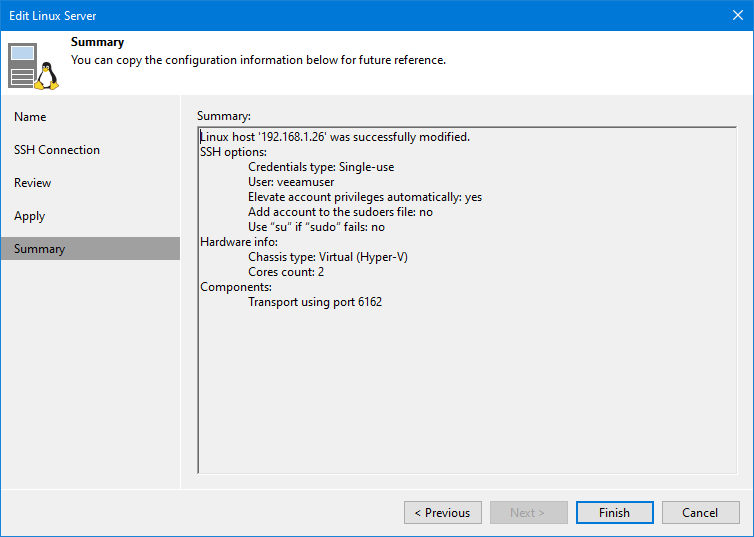 Edit Linux Server
Summary
You can copy the configuration information below for future reference.
Name
SSH Connection
Review
Apply
Summary
Summary:
Linux host '192.168.1.26' was successfully modified.
SSH options:
Credentials type: Single-use
User: veeamuser
Elevate account privileges automatically: yes
Add account to the sudoers file: no
Use “su” if “sudo” fails: no
Hardware info:
Chassis type: Virtual (Hyper-V)
Cores count: 2
Components:
Transport using port 6162
< Previous
Next >
Finish
Cancel